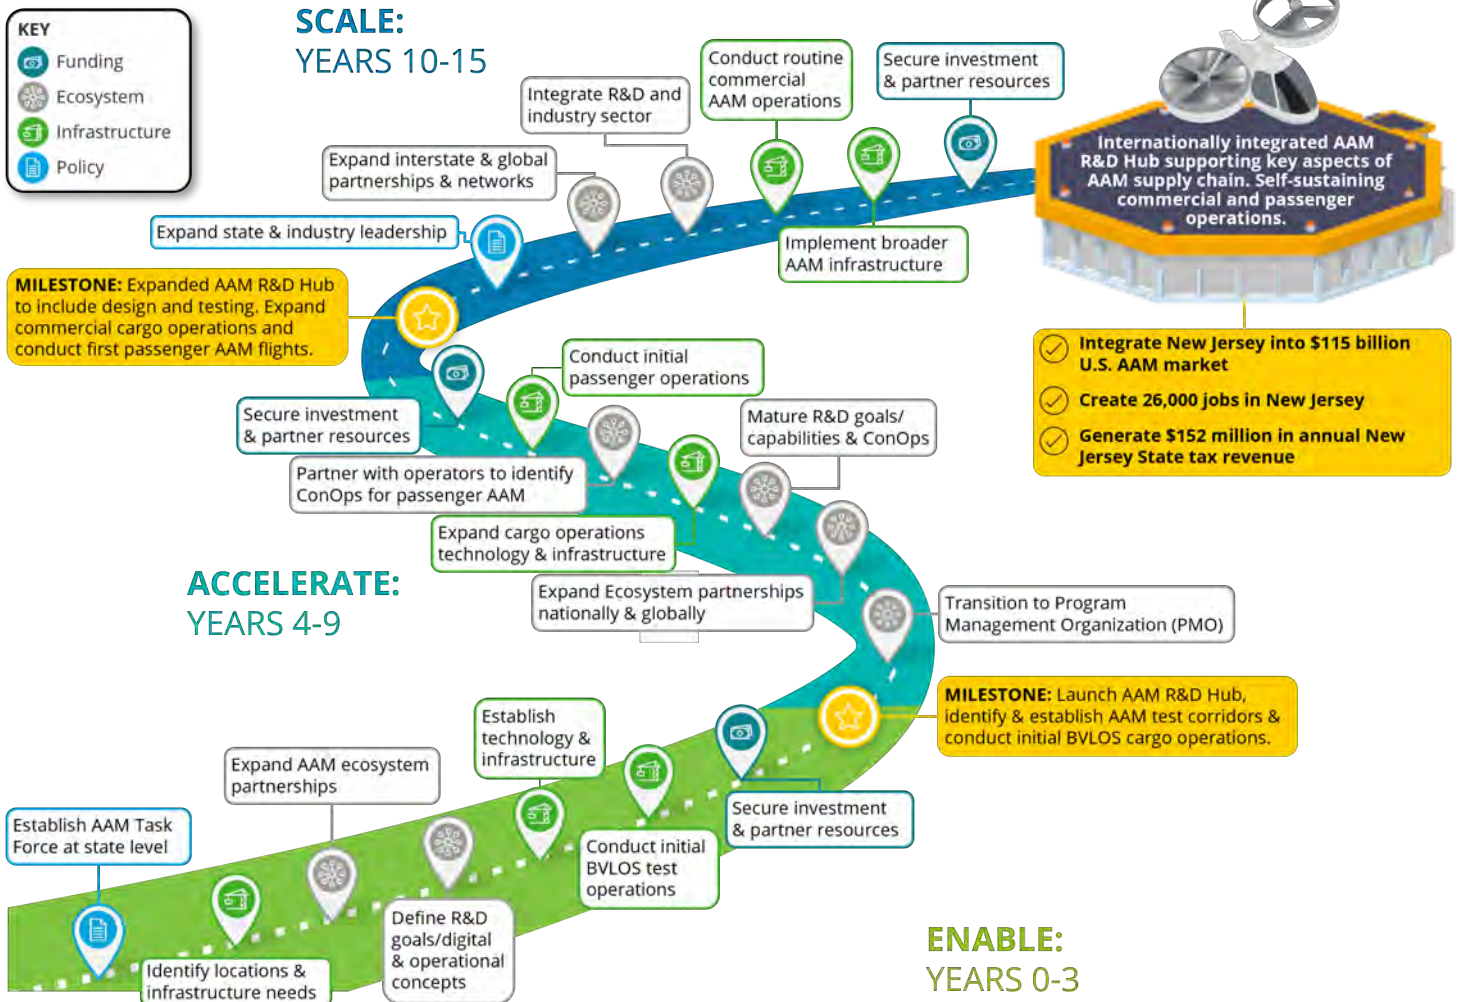 KEY
Funding
Ecosystem
Infrastructure
Policy
SCALE:
YEARS 10-15
Expand state & industry leadership
Expand interstate & global
partnerships & networks
Integrate R&D and
industry sector
Conduct routine
commercial
AAM operations
Implement broader
AAM infrastructure
Secure investment
& partner resources
Internationally integrated AAM
R&D Hub supporting key aspects of
AAM supply chain. Self-sustaining
commercial and passenger
operations.
Integrate New Jersey into $115 billion
U.S. AAM market
Create 26,000 jobs in New Jersey
Generate $152 million in annual New
Jersey State tax revenue
MILESTONE: Expanded AAM R&D Hub
to include design and testing. Expand
commercial cargo operations and
conduct first passenger AAM flights.
Secure investment
& partner resources
Conduct initial
passenger operations
Partner with operators to identify
ConOps for passenger AAM
Expand cargo operations
technology & infrastructure
Mature R&D goals/
capabilities & ConOps
Expand Ecosystem partnerships
nationally & globally
Transition to Program
Management Organization (PMO)
ACCELERATE:
YEARS 4-9
MILESTONE: Launch AAM R&D Hub,
identify & establish AAM test corridors &
conduct initial BVLOS cargo operations.
Establish AAM Task
Force at state level
Identify locations &
infrastructure needs
Expand AAM ecosystem
partnerships
Define R&D
goals/digital
& operational
concepts
Establish
technology &
infrastructure
Conduct initial
BVLOS test
operations
Secure investment
& partner resources
ENABLE:
YEARS 0-3